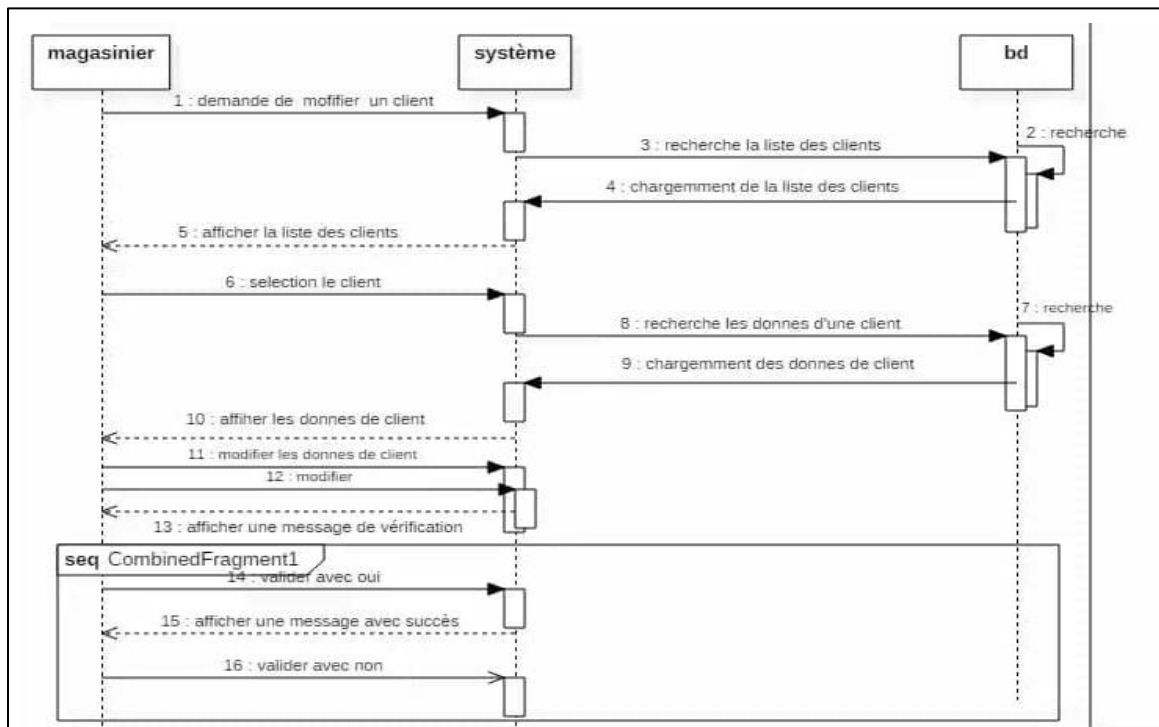 magasinier
système
bd
1 : demande de mofifier un client
2 : recherche
3 : recherche la liste des clients
4 : chargemment de la liste des clients
5 : afficher la liste des clients
6 : selection le client
7 : recherche
8 : recherche les donnes d'une client
9 : chargemment des donnes de client
10 : affiher les donnes de client
11 : modifier les donnes de client
12 : modifier
13 : afficher une message de vérification
seq CombinedFragment1
14 : valider avec oui
15 : afficher une message avec succès
16 : valider avec non